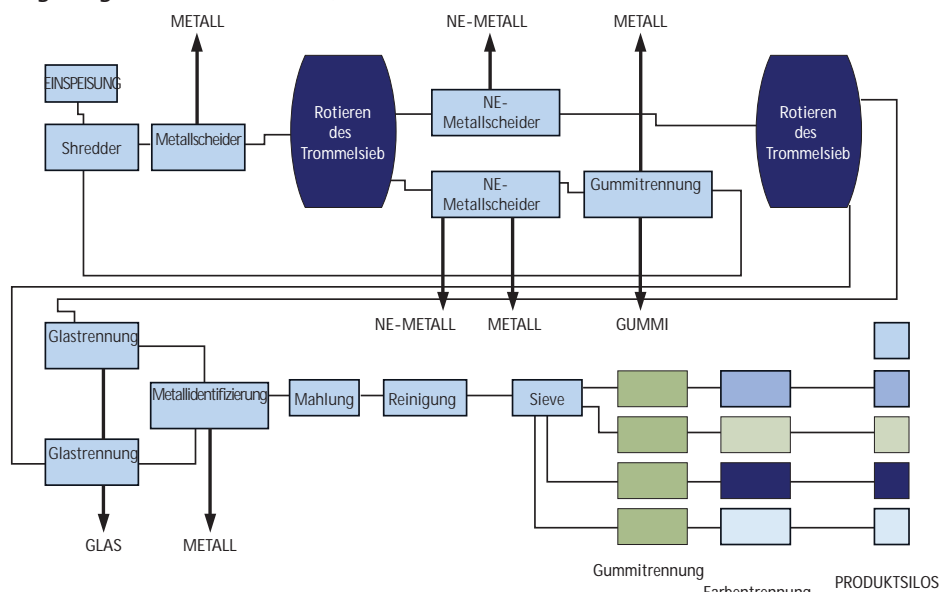 METALL
NE-METALL
METALL
EINSPEISUNG
Shredder
Metallscheider
Rotieren
des
Trommelsieb
NE-
Metallscheider
NE-
Metallscheider
Gummitrennung
Rotieren
des
Trommelsieb
NE-METALL
METALL
GUMMI
Glastrennung
Metallidentifizierung
Mahlung
Reinigung
Sieve
Glastrennung
GLAS
METALL
Gummitrennung
Farbentrennung
PRODUKTSILOS